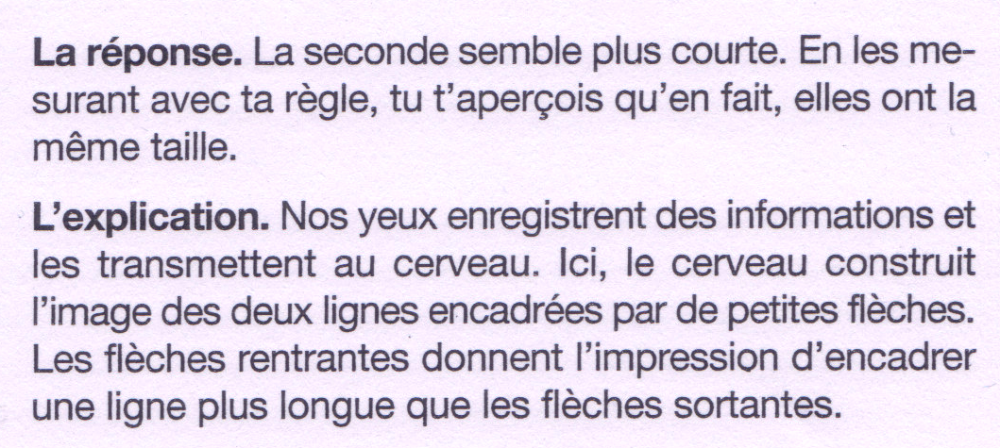 La réponse. La seconde semble plus courte. En les me-
surant avec ta règle, tu t'aperçois qu'en fait, elles ont la
même taille.
L'explication. Nos yeux enregistrent des informations et
les transmettent au cerveau. Ici, le cerveau construit
l'image des deux lignes encadrées par de petites flèches.
Les flèches rentrantes donnent l'impression d'encadrer
une ligne plus longue que les flèches sortantes.